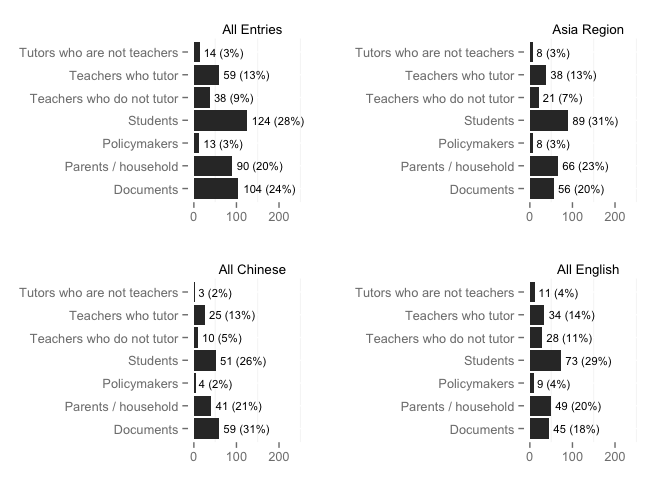 All Entries
Tutors who are not teachers 14 (3%)
Teachers who tutor 59 (13%)
Teachers who do not tutor 38 (9%)
Students 124 (28%)
Policymakers 13 (3%)
Parents / household 90 (20%)
Documents 104 (24%)
0 100 200
Asia Region
Tutors who are not teachers 8 (3%)
Teachers who tutor 38 (13%)
Teachers who do not tutor 21 (7%)
Students 89 (31%)
Policymakers 8 (3%)
Parents / household 66 (23%)
Documents 56 (20%)
0 100 200
All Chinese
Tutors who are not teachers 3 (2%)
Teachers who tutor 25 (13%)
Teachers who do not tutor 10 (5%)
Students 51 (26%)
Policymakers 4 (2%)
Parents / household 41 (21%)
Documents 59 (31%)
0 100 200
All English
Tutors who are not teachers 11 (4%)
Teachers who tutor 34 (14%)
Teachers who do not tutor 28 (11%)
Students 73 (29%)
Policymakers 9 (4%)
Parents / household 49 (20%)
Documents 45 (18%)
0 100 200